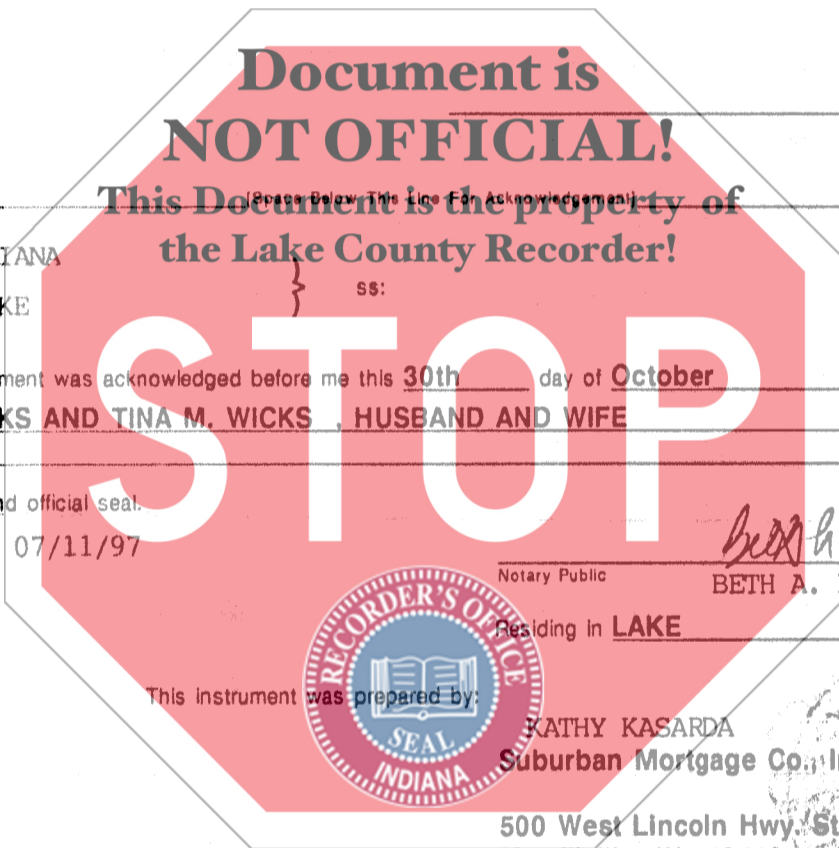 Document is
NOT OFFICIAL!
This Document is the property of
(Space Below This Line For Acknowledgement)
the Lake County Recorder!
IANA
KE
} ss:
STOP
ment was acknowledged before me this 30th day of October
KS AND TINA M. WICKS , HUSBAND AND WIFE
nd official seal.
07/11/97
Notary Public
BETH A.
Residing in LAKE
RECORDER'S OFFICE
SEAL
INDIANA
This instrument was prepared by:
KATHY KASARDA
Suburban Mortgage Co., I
500 West Lincoln Hwy. St